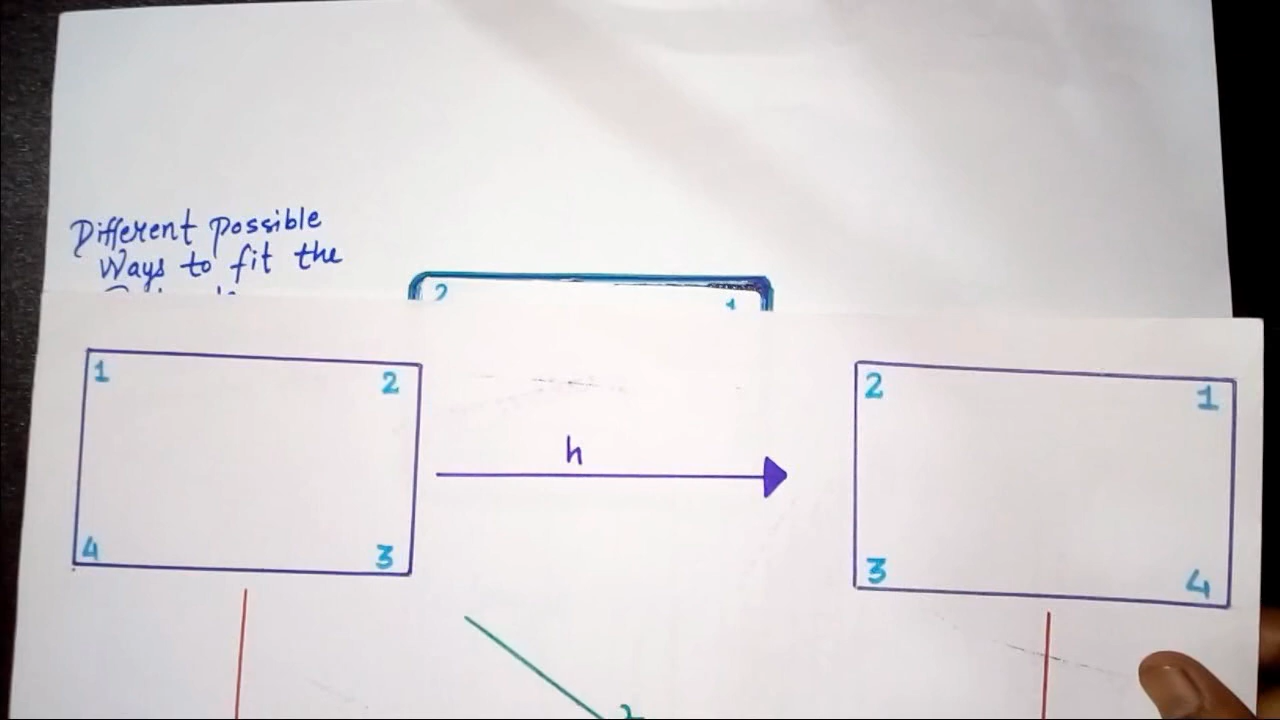 Different Possible
Ways to fit the
2 1
1 2
h
2 1
4 3
3 4